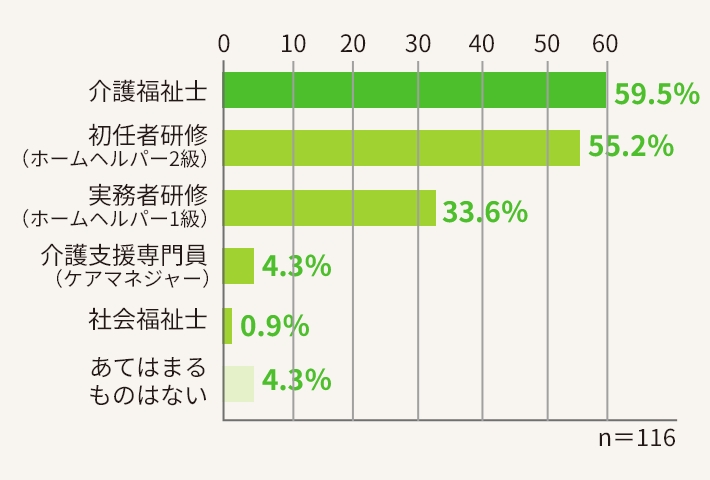 0 10 20 30 40 50 60
介護福祉士 59.5%
初任者研修
（ホームヘルパー2級） 55.2%
実務者研修
（ホームヘルパー1級） 33.6%
介護支援専門員
（ケアマネジャー） 4.3%
社会福祉士 0.9%
あてはまる
ものはない 4.3%
n＝116